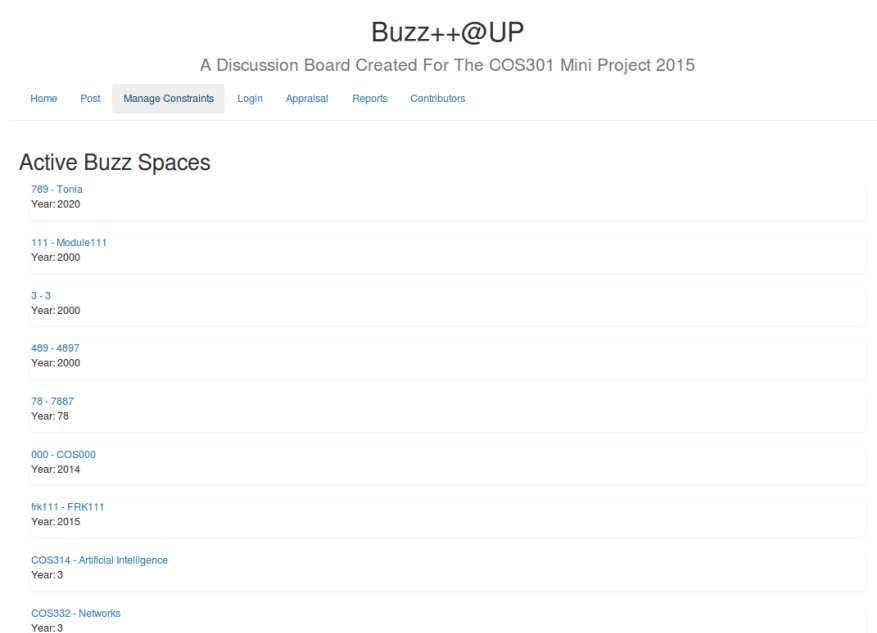 Buzz++@UP
A Discussion Board Created For The COS301 Mini Project 2015
Home Post Manage Constraints Login Appraisal Reports Contributors
Active Buzz Spaces
789 - Tonia
Year: 2020
111 - Module111
Year: 2000
3 - 3
Year: 2000
489 - 4897
Year: 2000
78 - 7887
Year: 78
000 - COS000
Year: 2014
frk111 - FRK111
Year: 2015
COS314 - Artificial Intelligence
Year: 3
COS332 - Networks
Year: 3